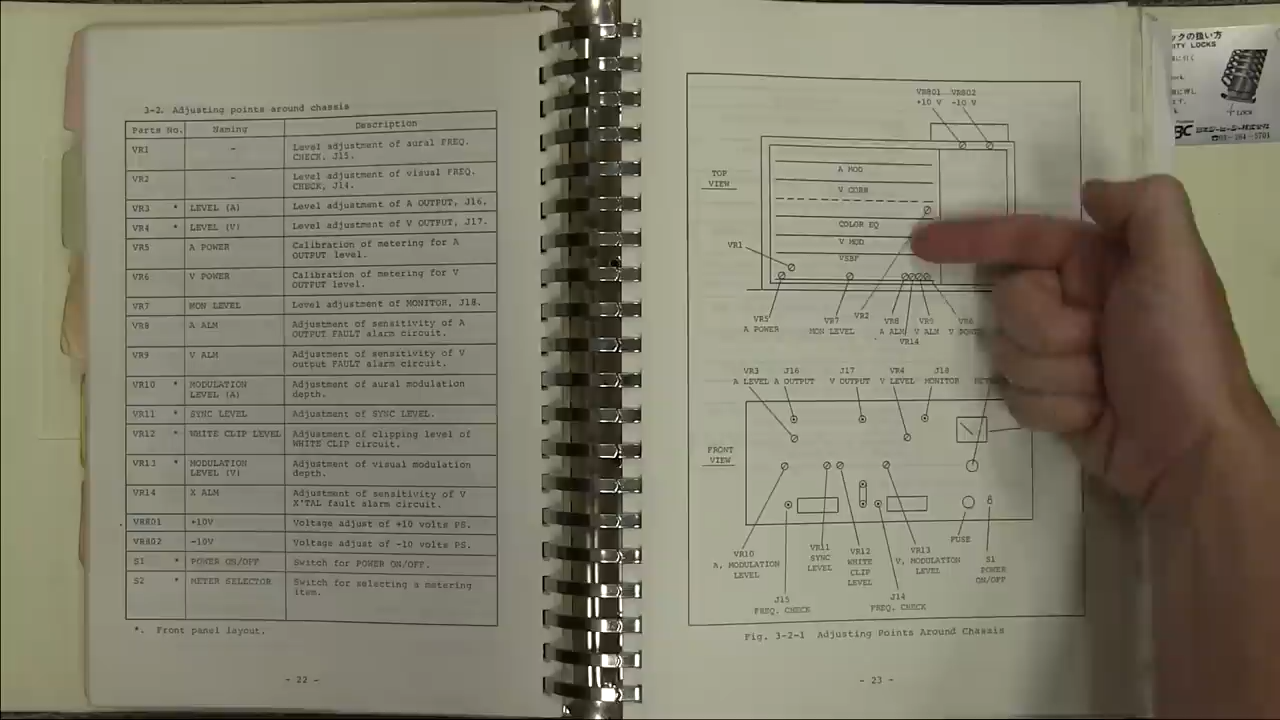 3-2. Adjusting points around chassis
Parts No. Naming Description
VR1 - Level adjustment of aural FREQ.
CHECK, J15.
VR2 - Level adjustment of visual FREQ.
CHECK, J14.
VR3 * LEVEL (A) Level adjustment of A OUTPUT, J16.
VR4 * LEVEL (V) Level adjustment of V OUTPUT, J17.
VR5 A POWER Calibration of metering for A
OUTPUT level.
VR6 V POWER Calibration of metering for V
OUTPUT level.
VR7 MON LEVEL Level adjustment of MONITOR, J18.
VR8 A ALM Adjustment of sensitivity of A
OUTPUT FAULT alarm circuit.
VR9 V ALM Adjustment of sensitivity of V
output FAULT alarm circuit.
VR10 * MODULATION Adjustment of aural modulation
LEVEL (A) depth.
VR11 * SYNC LEVEL Adjustment of SYNC LEVEL.
VR12 * WHITE CLIP LEVEL Adjustment of clipping level of
WHITE CLIP circuit.
VR13 * MODULATION Adjustment of visual modulation
LEVEL (V) depth.
VR14 X ALM Adjustment of sensitivity of V
X'TAL fault alarm circuit.
VR801 +10V Voltage adjust of +10 volts PS.
VR802 -10V Voltage adjust of -10 volts PS.
S1 * POWER ON/OFF Switch for POWER ON/OFF.
S2 * METER SELECTOR Switch for selecting a metering
item.
*. Front panel layout.
- 22 -
VR801 VR802
+10 V -10 V
TOP
VIEW
A MOD
V CORR
COLOR EQ
V MOD
VSBF
VR1
VR5 VR7 VR2 VR8 VR9 VR6
A POWER MON LEVEL A ALM V ALM V POWE
VR14
VR3 J16 J17 VR4 J18
A LEVEL A OUTPUT V OUTPUT V LEVEL MONITOR
FRONT
VIEW
VR10 VR11 VR12 VR13 FUSE S1
A, MODULATION SYNC WHITE V, MODULATION POWER
LEVEL LEVEL CLIP LEVEL ON/OFF
LEVEL
J15 J14
FREQ. CHECK FREQ. CHECK
Fig. 3-2-1 Adjusting Points Around Chassis
- 23 -
ックの扱い方
ITY LOCKS
LOCK